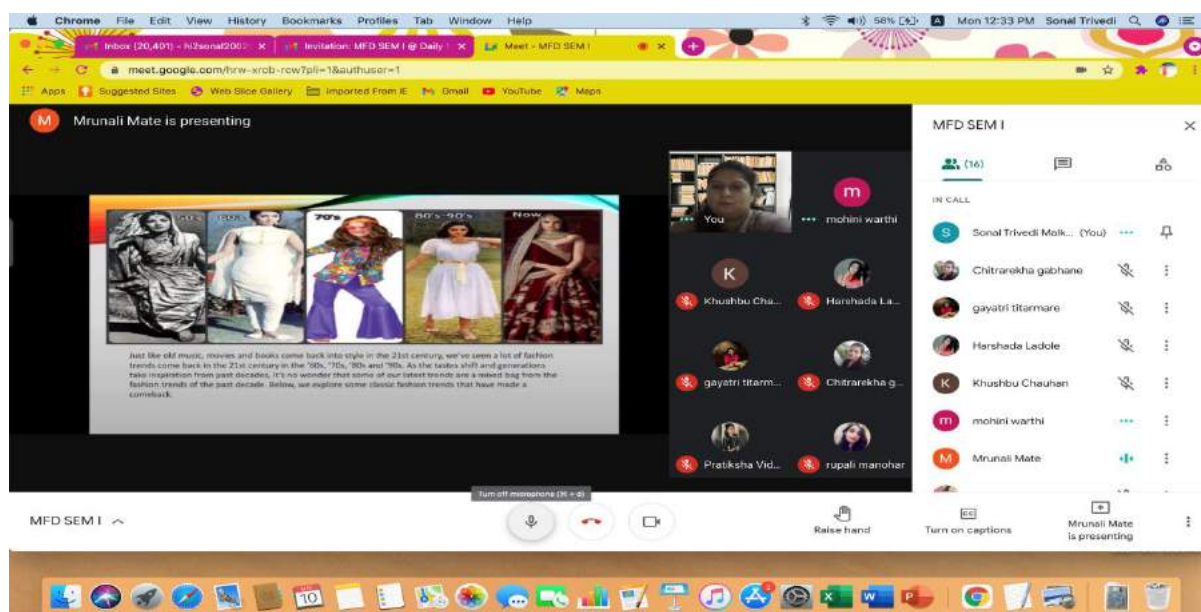 Chrome File Edit View History Bookmarks Profiles Tab Window Help
58% Mon 12:33 PM Sonal Trivedi
Inbox (20,401) - hi2sonal200
Invitation: MFD SEM I @ Daily
Meet - MFD SEM I
meet.google.com/hrw-xrob-rcw?pli=1&authuser=1
Apps Suggested Sites Web Slice Gallery Imported From IE Gmail YouTube Maps
M Mrunali Mate is presenting
60's 70's 80's-90's Now
Just like old music, movies and books come back into style in the 21st century, we've seen a lot of fashion
trends come back in the 21st century in the '60s, '70s, '80s and '90s. As the tastes shift and generations
take inspiration from past decades, it's no wonder that some of our latest trends are a mixed bag from the
fashion trends of the past decade. Below, we explore some classic fashion trends that have made a
comeback.
You
m
mohini warthi
K
Khushbu Cha...
Harshada La...
gayatri titarm...
Chitrarekha g...
Pratiksha Vid...
rupali manohar
MFD SEM I
(16)
IN CALL
S Sonal Trivedi Malk... (You)
Chitrarekha gabhane
gayatri titarmare
Harshada Ladole
K Khushbu Chauhan
m mohini warthi
M Mrunali Mate
Turn off microphone (⌘ + d)
MFD SEM I
Raise hand
CC
Turn on captions
Mrunali Mate
is presenting
10